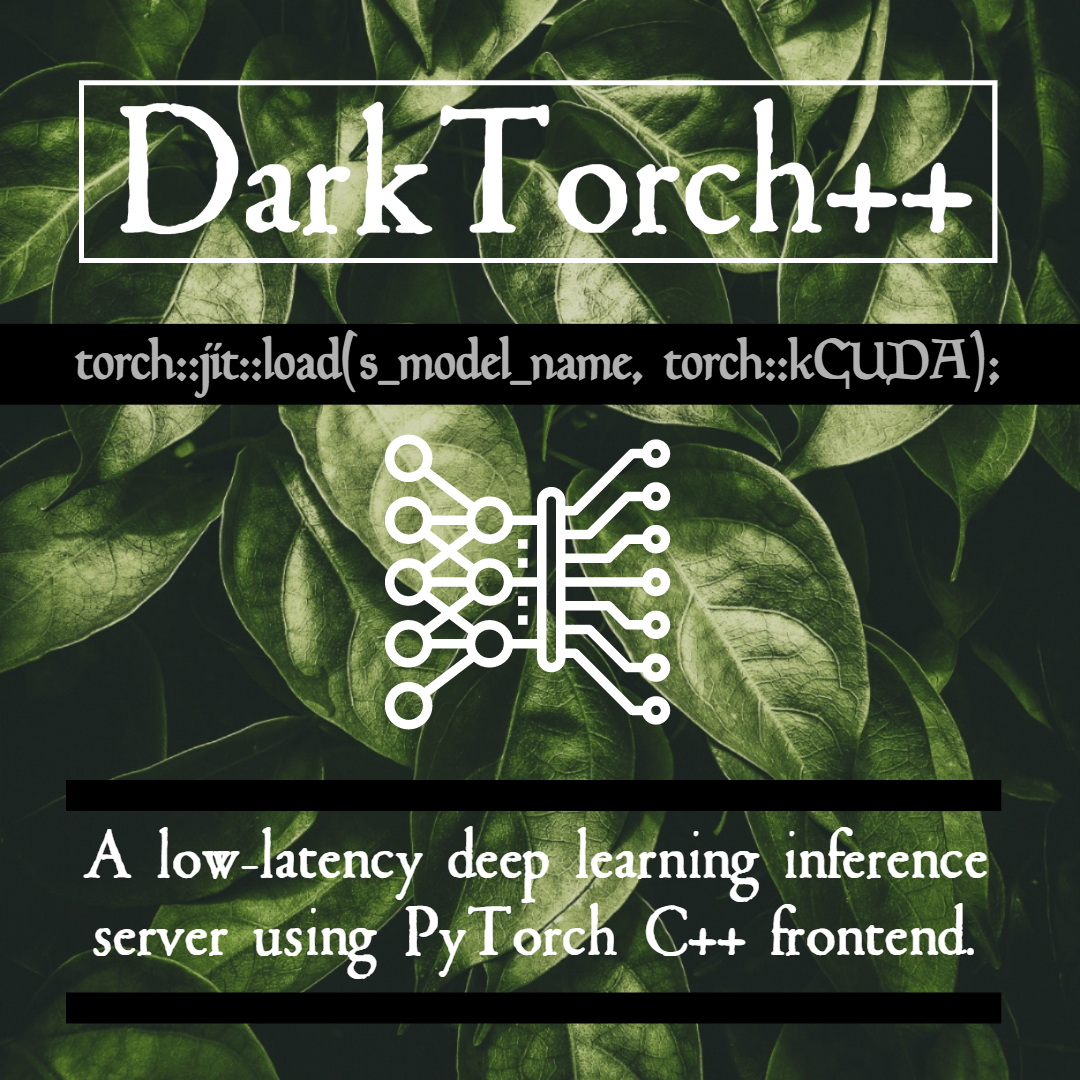 DarkTorch++
torch::jit::load(s_model_name, torch::kCUDA);
A low-latency deep learning inference
server using PyTorch C++ frontend.